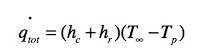 q̇_tot = (h_c + h_r)(T_∞ − T_p)